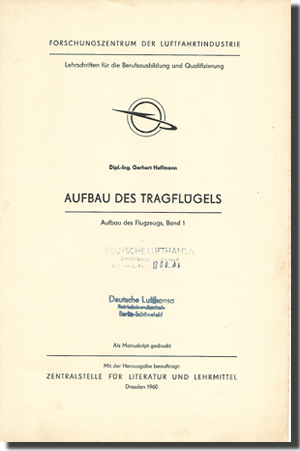 FORSCHUNGSZENTRUM DER LUFTFAHRTINDUSTRIE
Lehrschriften für die Berufsausbildung und Qualifizierung
Dipl.-Ing. Gerhart Hoffmann
AUFBAU DES TRAGFLÜGELS
Aufbau des Flugzeugs, Band 1
DEUTSCHE LUFTHANSA
Deutsche Lufthansa
Betriebsberufsschule
Berlin-Schönefeld
Als Manuskript gedruckt
Mit der Herausgabe beauftragt:
ZENTRALSTELLE FÜR LITERATUR UND LEHRMITTEL
Dresden 1960